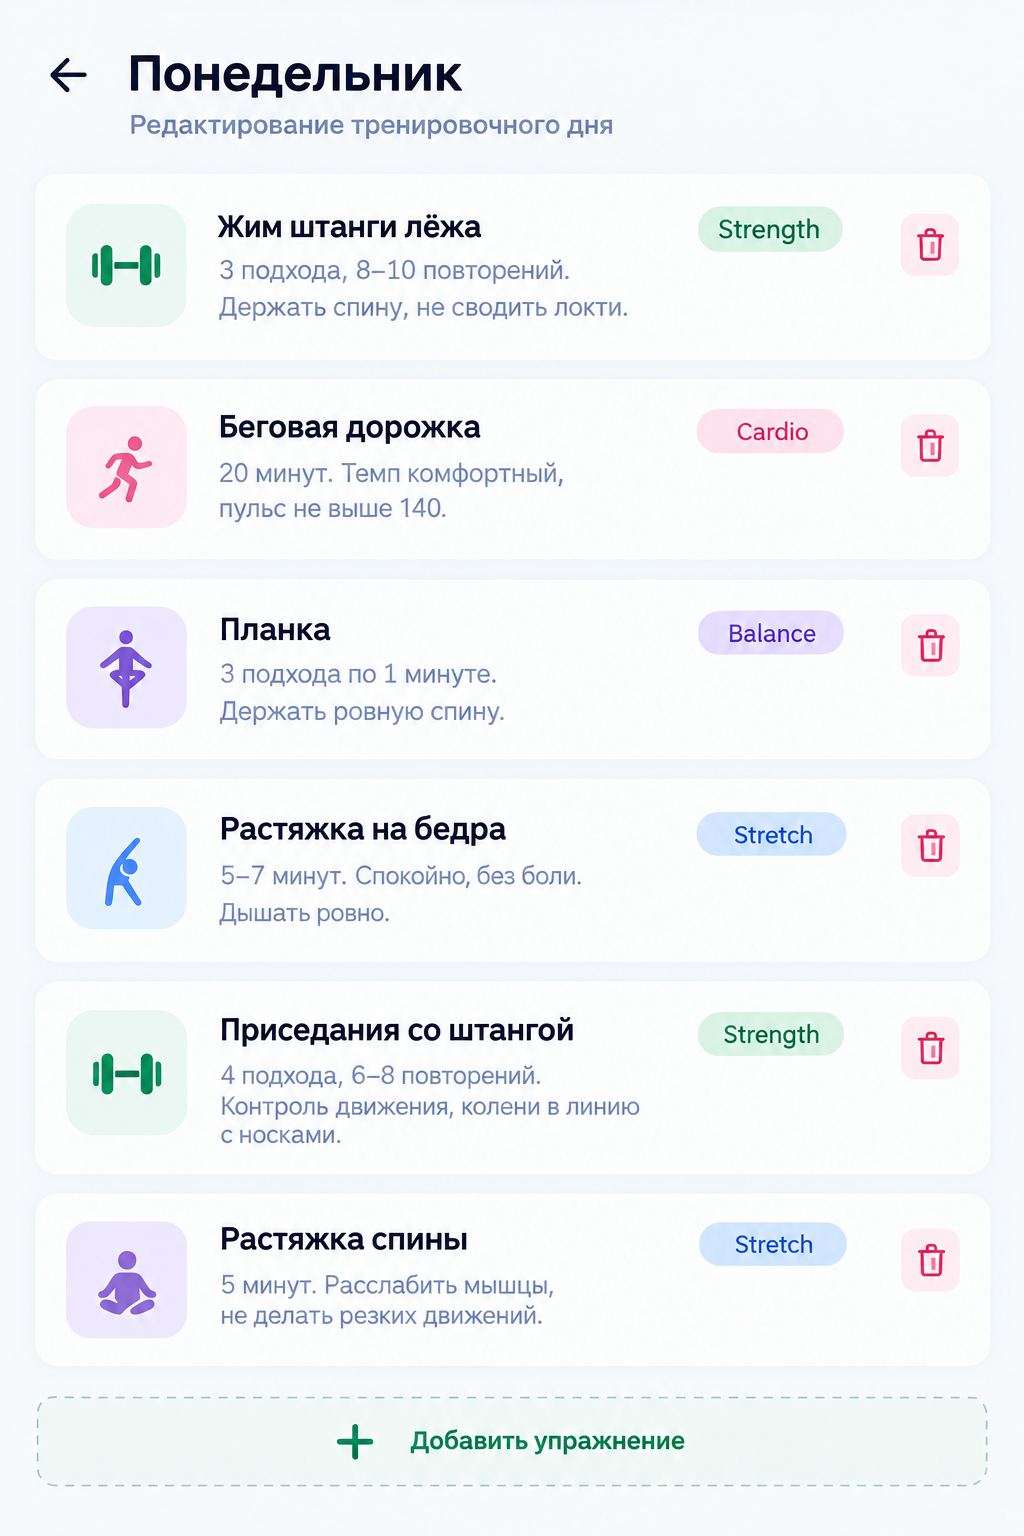 Понедельник
Редактирование тренировочного дня
Жим штанги лёжа
Strength
3 подхода, 8–10 повторений.
Держать спину, не сводить локти.
Беговая дорожка
Cardio
20 минут. Темп комфортный,
пульс не выше 140.
Планка
Balance
3 подхода по 1 минуте.
Держать ровную спину.
Растяжка на бедра
Stretch
5–7 минут. Спокойно, без боли.
Дышать ровно.
Приседания со штангой
Strength
4 подхода, 6–8 повторений.
Контроль движения, колени в линию
с носками.
Растяжка спины
Stretch
5 минут. Расслабить мышцы,
не делать резких движений.
Добавить упражнение